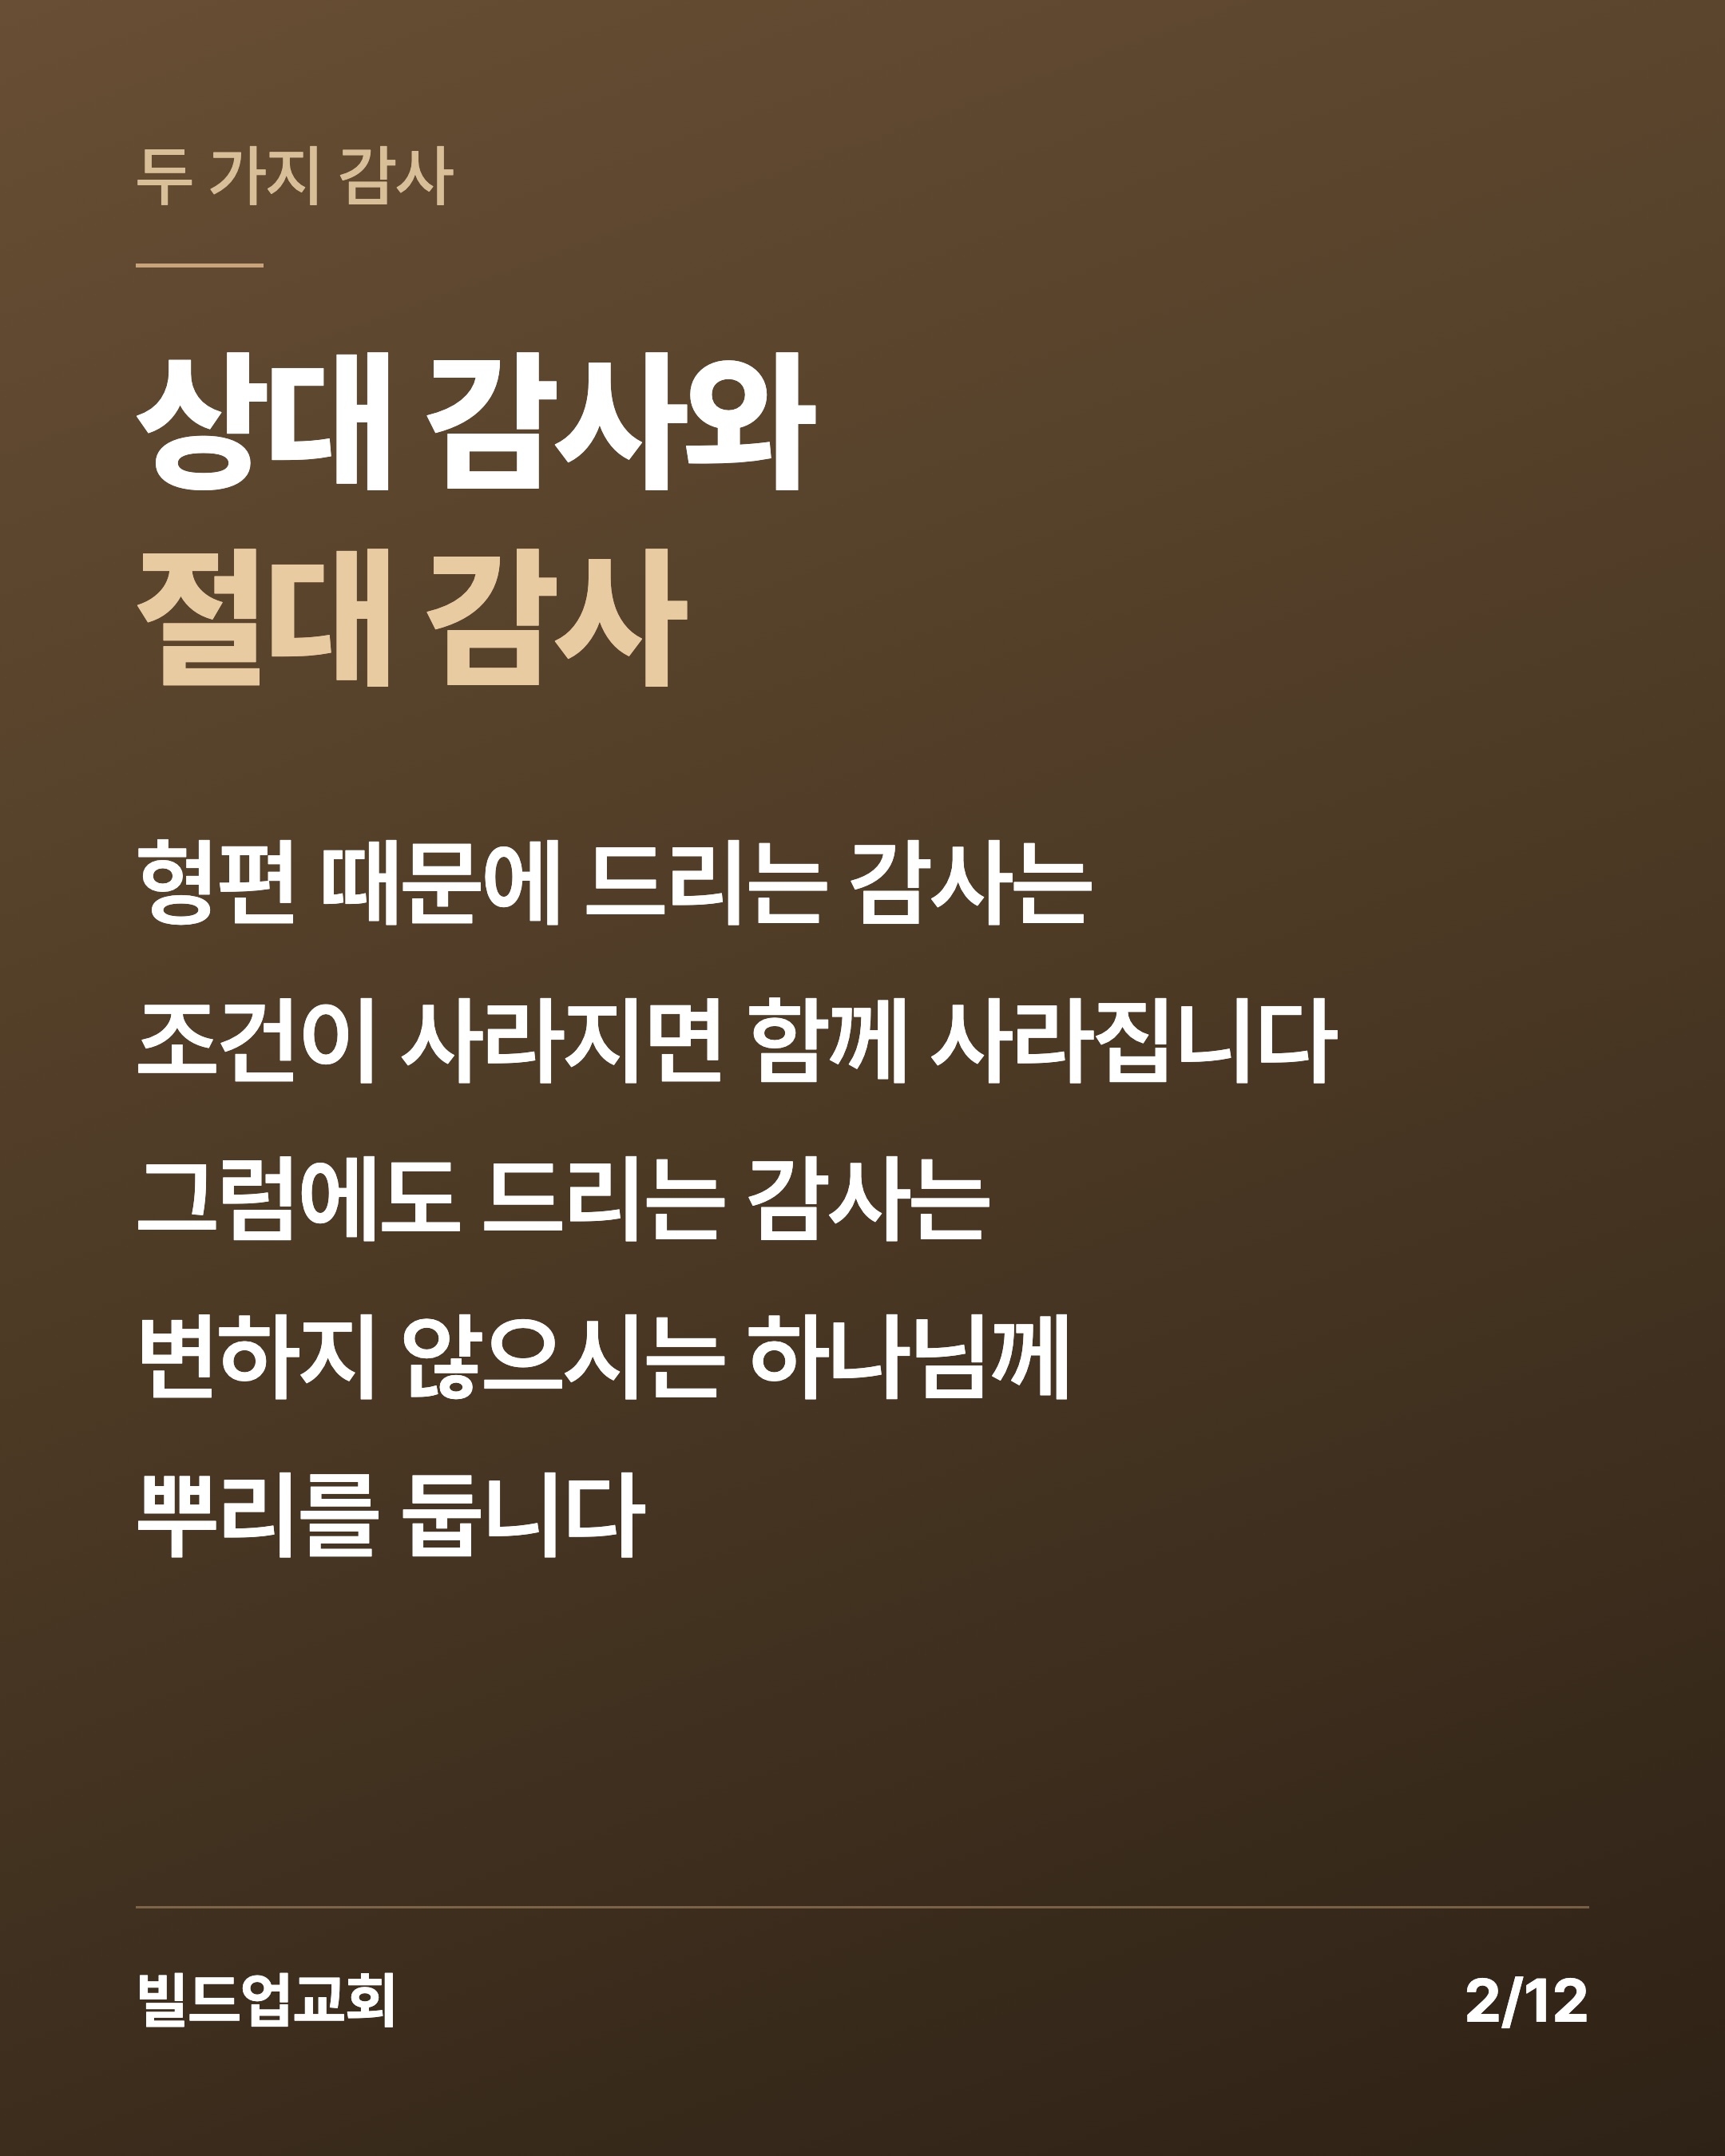 두 가지 감사
상대 감사와
절대 감사
형편 때문에 드리는 감사는
조건이 사라지면 함께 사라집니다
그럼에도 드리는 감사는
변하지 않으시는 하나님께
뿌리를 둡니다
빌드업교회
2/12